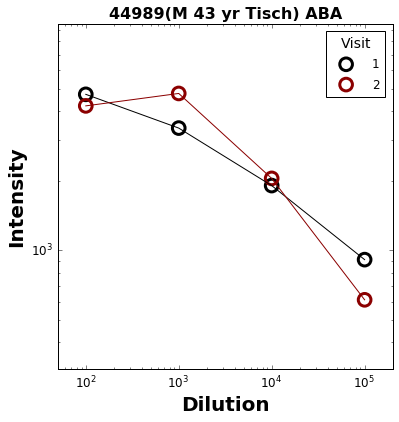 44989(M 43 yr Tisch) ABA
Visit
1
2
Intensity
10³
10² 10³ 10⁴ 10⁵
Dilution